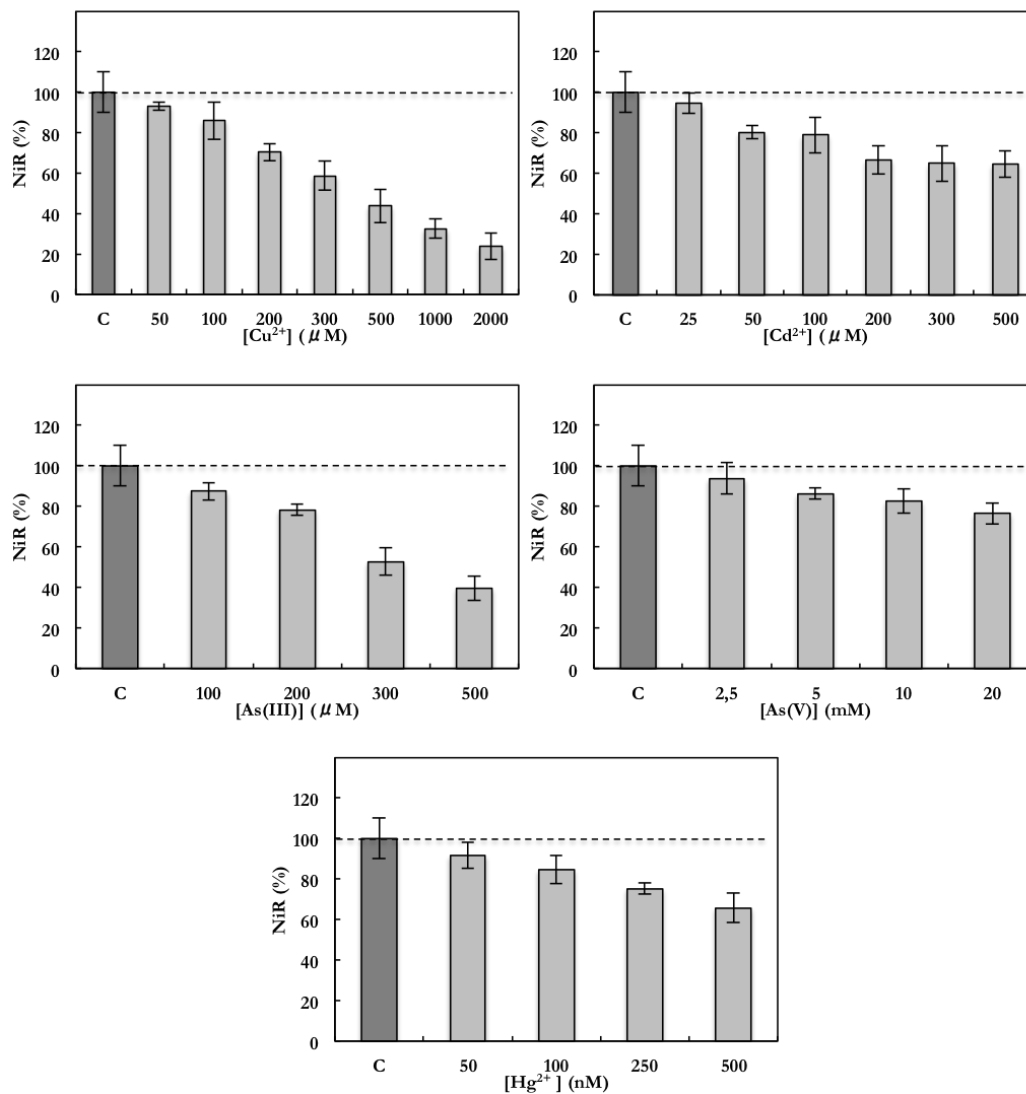 120
100
80
60
40
20
0
NiR (%)
C 50 100 200 300 500 1000 2000
[Cu²⁺] (μM)
120
100
80
60
40
20
0
NiR (%)
C 25 50 100 200 300 500
[Cd²⁺] (μM)
120
100
80
60
40
20
0
NiR (%)
C 100 200 300 500
[As(III)] (μM)
120
100
80
60
40
20
0
NiR (%)
C 2,5 5 10 20
[As(V)] (mM)
120
100
80
60
40
20
0
NiR (%)
C 50 100 250 500
[Hg²⁺] (nM)